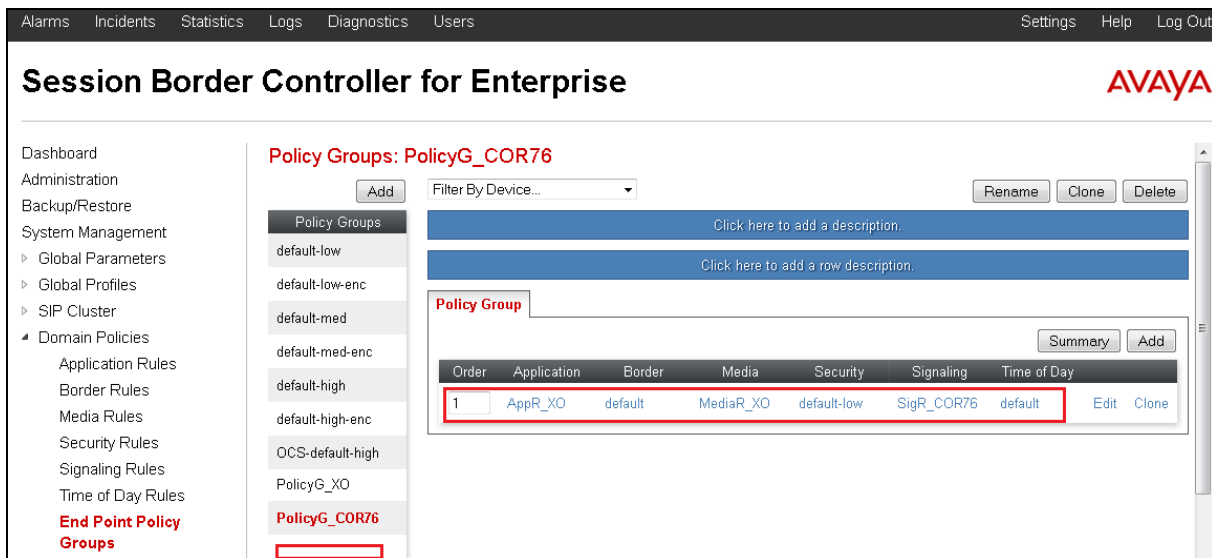 Alarms Incidents Statistics Logs Diagnostics Users Settings Help Log Out
Session Border Controller for Enterprise
AVAYA
Dashboard
Administration
Backup/Restore
System Management
Global Parameters
Global Profiles
SIP Cluster
Domain Policies
Application Rules
Border Rules
Media Rules
Security Rules
Signaling Rules
Time of Day Rules
End Point Policy
Groups
Policy Groups: PolicyG_COR76
Add
Filter By Device...
Rename Clone Delete
Policy Groups
default-low
default-low-enc
default-med
default-med-enc
default-high
default-high-enc
OCS-default-high
PolicyG_XO
PolicyG_COR76
Click here to add a description.
Click here to add a row description.
Policy Group
Summary Add
Order Application Border Media Security Signaling Time of Day
1 AppR_XO default MediaR_XO default-low SigR_COR76 default Edit Clone